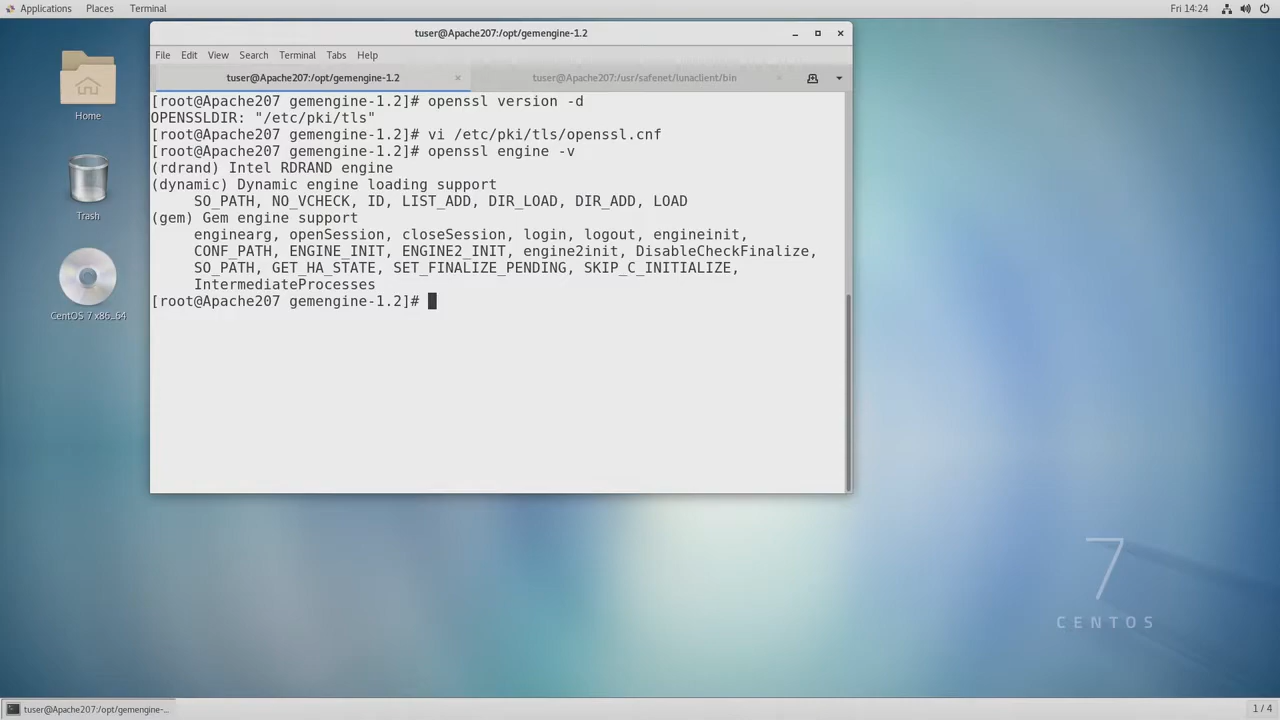 Applications Places Terminal Fri 14:24
tuser@Apache207:/opt/gemengine-1.2
File Edit View Search Terminal Tabs Help
tuser@Apache207:/opt/gemengine-1.2 tuser@Apache207:/usr/safenet/lunaclient/bin
[root@Apache207 gemengine-1.2]# openssl version -d
OPENSSLDIR: "/etc/pki/tls"
[root@Apache207 gemengine-1.2]# vi /etc/pki/tls/openssl.cnf
[root@Apache207 gemengine-1.2]# openssl engine -v
(rdrand) Intel RDRAND engine
(dynamic) Dynamic engine loading support
SO_PATH, NO_VCHECK, ID, LIST_ADD, DIR_LOAD, DIR_ADD, LOAD
(gem) Gem engine support
enginearg, openSession, closeSession, login, logout, engineinit,
CONF_PATH, ENGINE_INIT, ENGINE2_INIT, engine2init, DisableCheckFinalize,
SO_PATH, GET_HA_STATE, SET_FINALIZE_PENDING, SKIP_C_INITIALIZE,
IntermediateProcesses
[root@Apache207 gemengine-1.2]#
Home
Trash
CentOS 7 x86_64
7
CENTOS
tuser@Apache207:/opt/gemengine-... 1 / 4